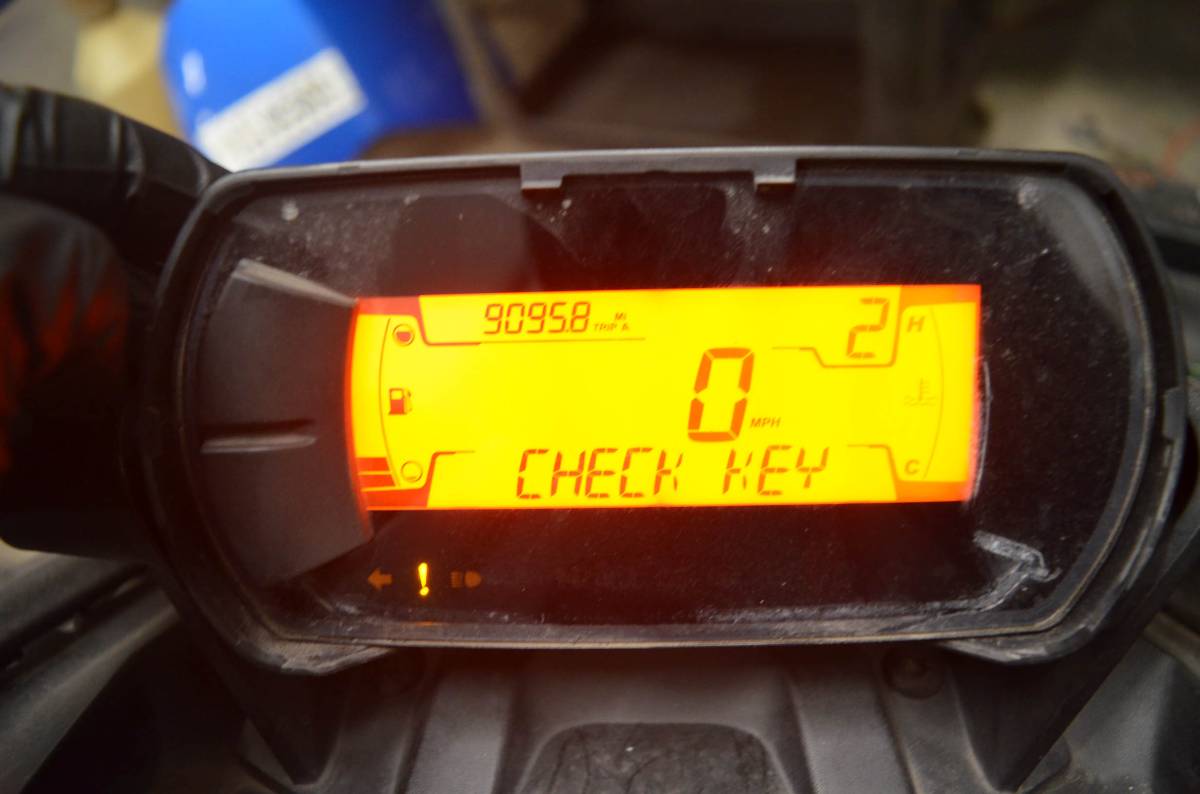 9095.8 MI
TRIP A
2
H
0 MPH
CHECK KEY
C
!